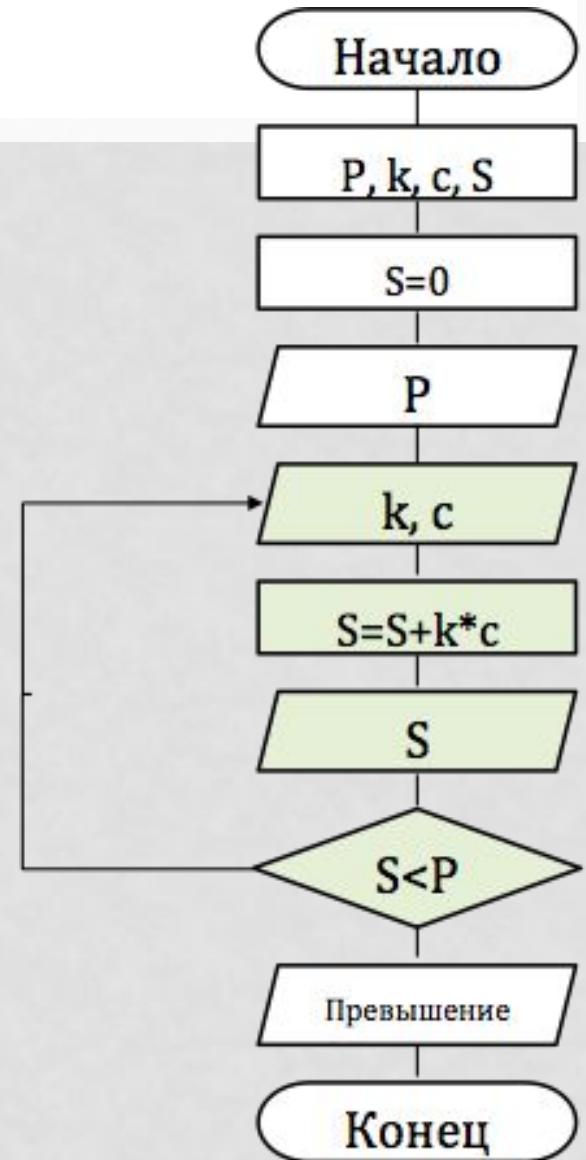 Начало
P, k, c, S
S=0
P
k, c
S=S+k*c
S
S<P
Превышение
Конец